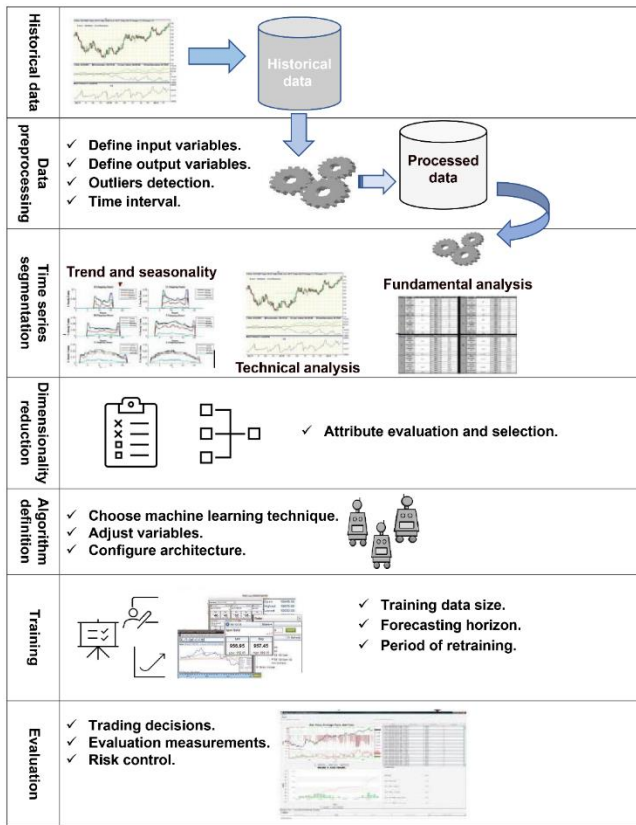 Historical data
Historical
data
Data
preprocessing
✓ Define input variables.
✓ Define output variables.
✓ Outliers detection.
✓ Time interval.
Processed
data
Time series
segmentation
Trend and seasonality
Technical analysis
Fundamental analysis
Dimensionality
reduction
✓ Attribute evaluation and selection.
Algorithm
definition
✓ Choose machine learning technique.
✓ Adjust variables.
✓ Configure architecture.
Training
✓ Training data size.
✓ Forecasting horizon.
✓ Period of retraining.
Evaluation
✓ Trading decisions.
✓ Evaluation measurements.
✓ Risk control.